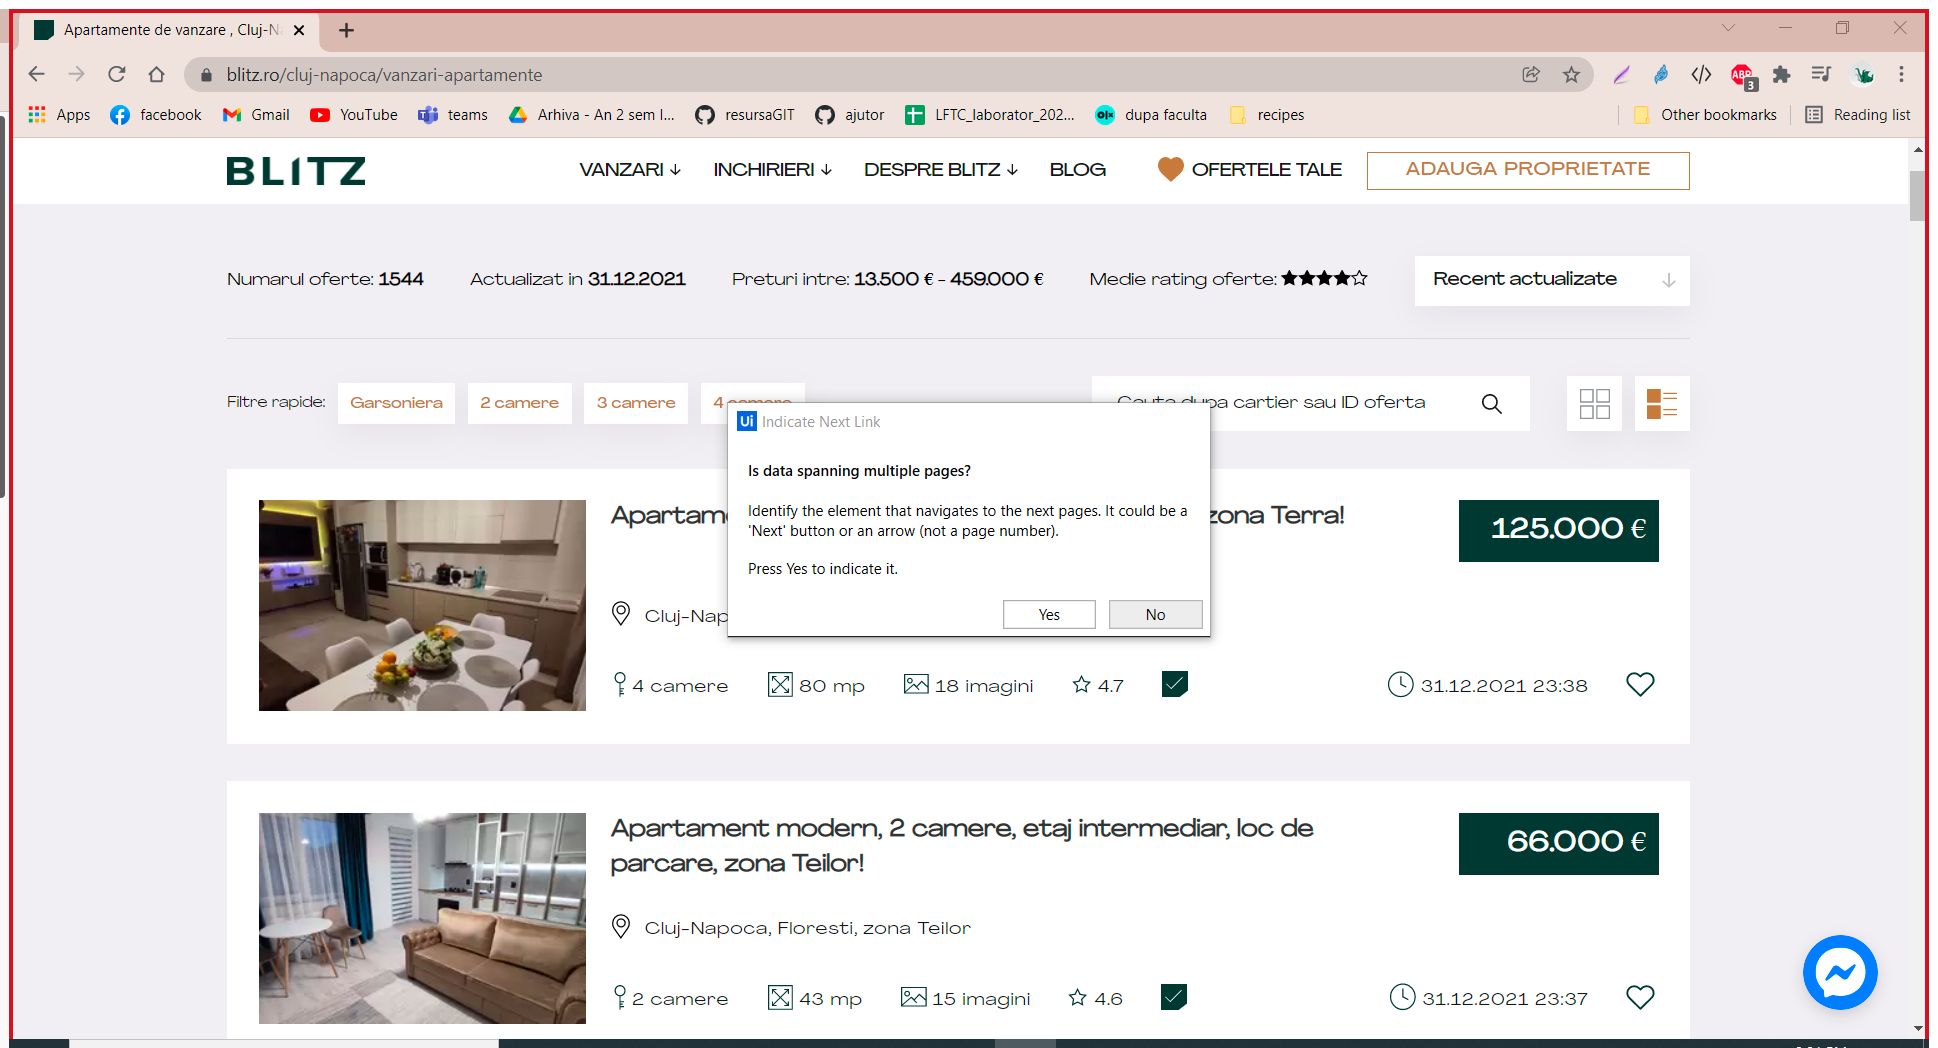 Apartamente de vanzare , Cluj-N
blitz.ro/cluj-napoca/vanzari-apartamente
ABP
3
Apps
facebook
Gmail
YouTube
teams
Arhiva - An 2 sem I...
resursaGIT
ajutor
LFTC_laborator_202...
olx
dupa faculta
recipes
Other bookmarks
Reading list
BLITZ
VANZARI ↓
INCHIRIERI ↓
DESPRE BLITZ ↓
BLOG
OFERTELE TALE
ADAUGA PROPRIETATE
Numarul oferte: 1544
Actualizat in 31.12.2021
Preturi intre: 13.500 € - 459.000 €
Medie rating oferte: ★★★★☆
Recent actualizate ↓
Filtre rapide:
Garsoniera
2 camere
3 camere
4 camere
Cauta dupa cartier sau ID oferta
Ui Indicate Next Link
Is data spanning multiple pages?
Identify the element that navigates to the next pages. It could be a
'Next' button or an arrow (not a page number).
Press Yes to indicate it.
Yes
No
Apartam
zona Terra!
125.000 €
Cluj-Nap
4 camere
80 mp
18 imagini
4.7
31.12.2021 23:38
Apartament modern, 2 camere, etaj intermediar, loc de
parcare, zona Teilor!
66.000 €
Cluj-Napoca, Floresti, zona Teilor
2 camere
43 mp
15 imagini
4.6
31.12.2021 23:37